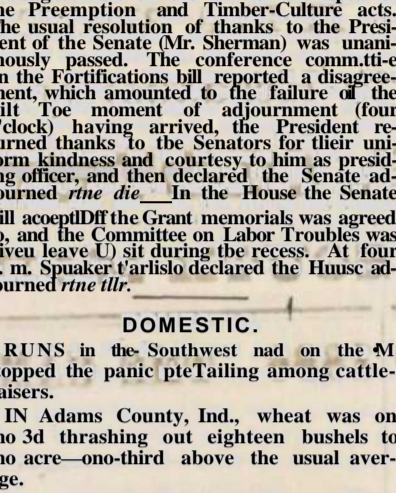 he Preemption and Timber-Culture acts.
he usual resolution of thanks to the Presi-
ent of the Senate (Mr. Sherman) was unani-
nously passed. The conference comm.tti-e
n the Fortifications bill reported a disagree-
nent, which amounted to the failure oil the
ilt Toe moment of adjournment (four
'clock) having arrived, the President re-
urned thanks to tbe Senators for tlieir uni-
orm kindness and courtesy to him as presid-
ng officer, and then declared the Senate ad-
ourned rtne die___In the House the Senate
ill acoeptlDff the Grant memorials was agreed
o, and the Committee on Labor Troubles was
iveu leave U) sit during tbe recess. At four
. m. Spuaker t'arlislo declared the Huusc ad-
ourned rtne tllr.
DOMESTIC.
RUNS in the- Southwest nad on the •M
topped the panic pteTailing among cattle-
aisers.
IN Adams County, Ind., wheat was on
no 3d thrashing out eighteen bushels to
no acre—ono-third above the usual aver-
ge.